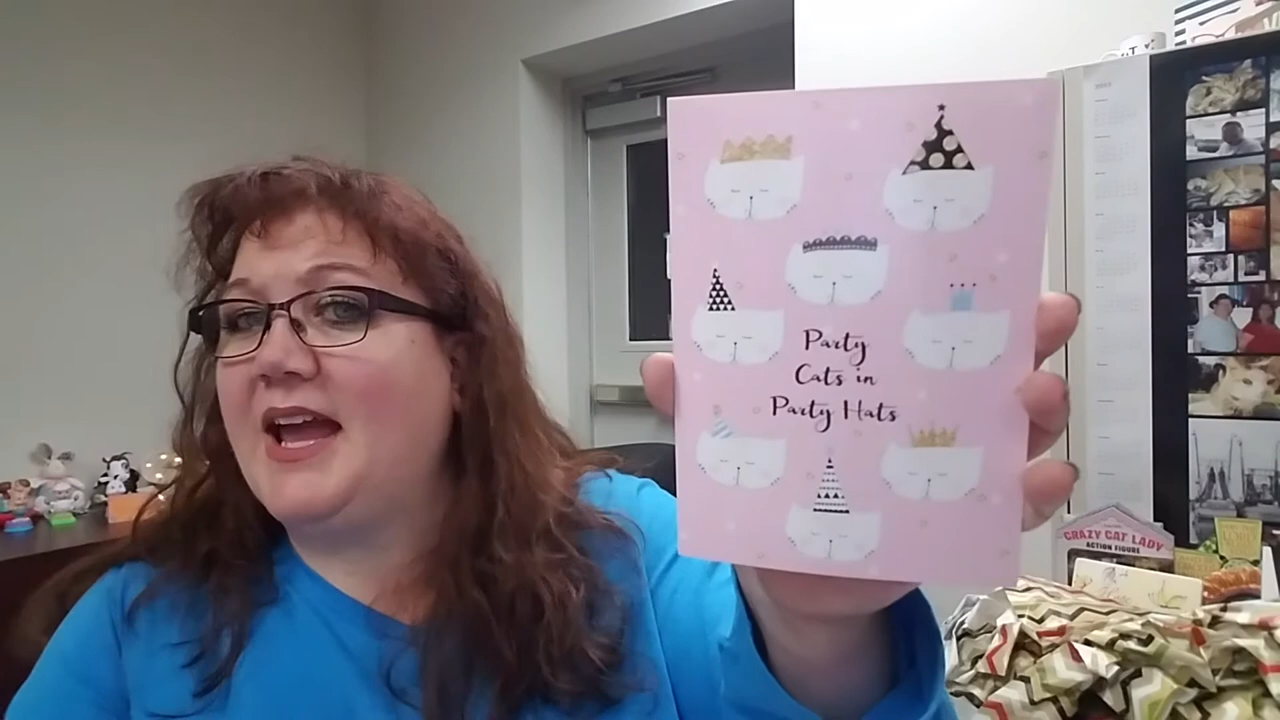 Party
Cats in
Party Hats
CRAZY CAT LADY
ACTION FIGURE